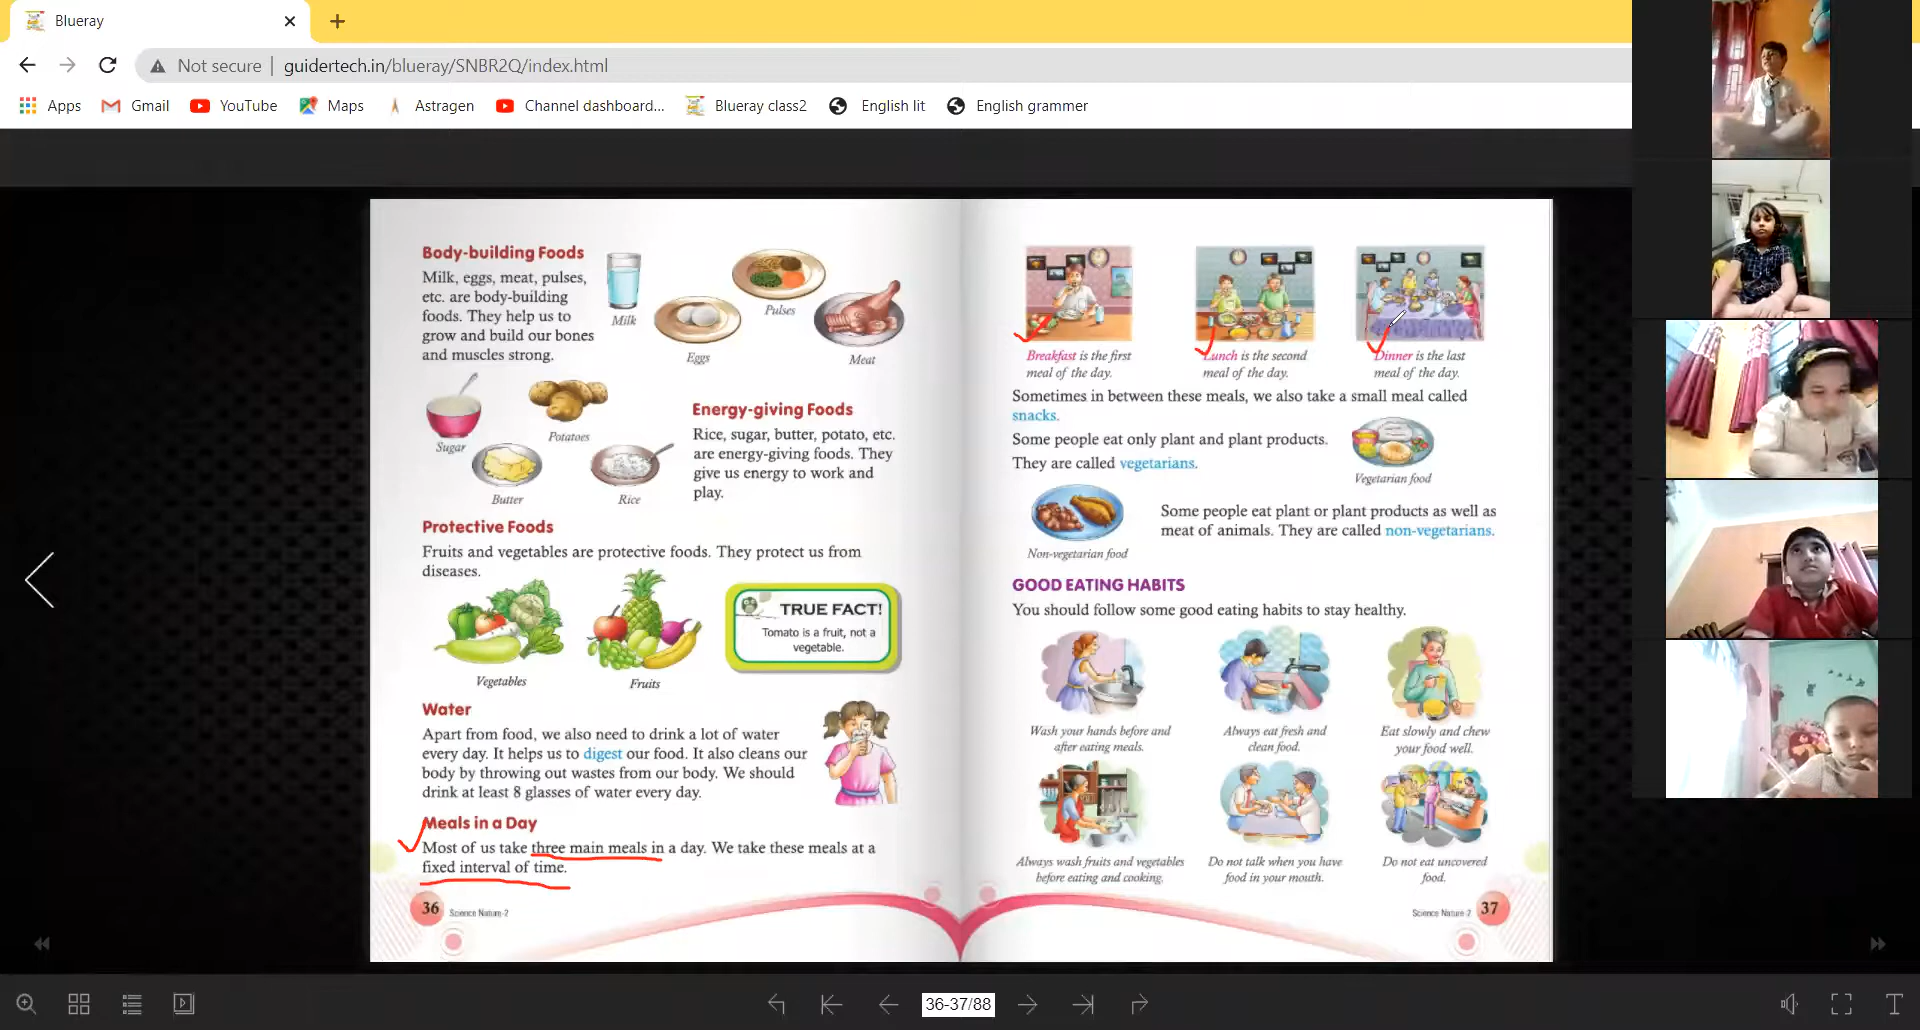 Blueray
Not secure
guidertech.in/blueray/SNBR2Q/index.html
Apps
Gmail
YouTube
Maps
Astragen
Channel dashboard...
Blueray class2
English lit
English grammer
Body-building Foods
Milk, eggs, meat, pulses,
etc. are body-building
foods. They help us to
grow and build our bones
and muscles strong.
Milk
Eggs
Pulses
Meat
Sugar
Potatoes
Butter
Rice
Energy-giving Foods
Rice, sugar, butter, potato, etc.
are energy-giving foods. They
give us energy to work and
play.
Protective Foods
Fruits and vegetables are protective foods. They protect us from
diseases.
Vegetables
Fruits
TRUE FACT!
Tomato is a fruit, not a
vegetable.
Water
Apart from food, we also need to drink a lot of water
every day. It helps us to digest our food. It also cleans our
body by throwing out wastes from our body. We should
drink at least 8 glasses of water every day.
Meals in a Day
Most of us take three main meals in a day. We take these meals at a
fixed interval of time.
36
Science Nature-2
Breakfast is the first
meal of the day.
Lunch is the second
meal of the day.
Dinner is the last
meal of the day.
Sometimes in between these meals, we also take a small meal called
snacks.
Some people eat only plant and plant products.
They are called vegetarians.
Vegetarian food
Some people eat plant or plant products as well as
meat of animals. They are called non-vegetarians.
Non-vegetarian food
GOOD EATING HABITS
You should follow some good eating habits to stay healthy.
Wash your hands before and
after eating meals.
Always eat fresh and
clean food.
Eat slowly and chew
your food well.
Always wash fruits and vegetables
before eating and cooking.
Do not talk when you have
food in your mouth.
Do not eat uncovered
food.
Science Nature-2
37
36-37/88